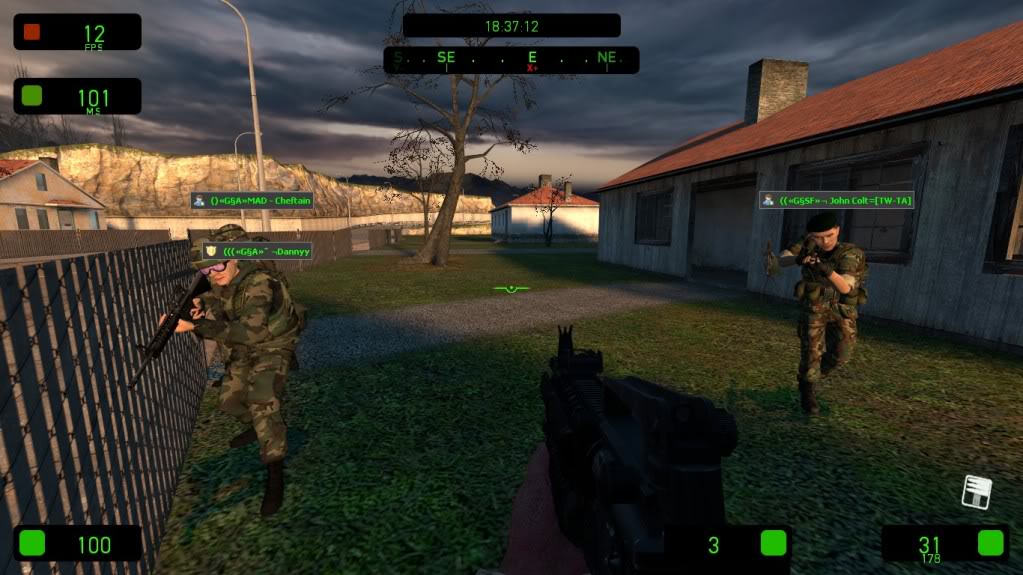 12
FPS
18:37:12
S . . SE . . E . . NE .
X+
101
MS
()«G§A»MAD - Cheftain
((«G§SF» ¬ John Colt=[TW-TA]
(((«G§A»¯ ¬Dannyy
100
3
31
178